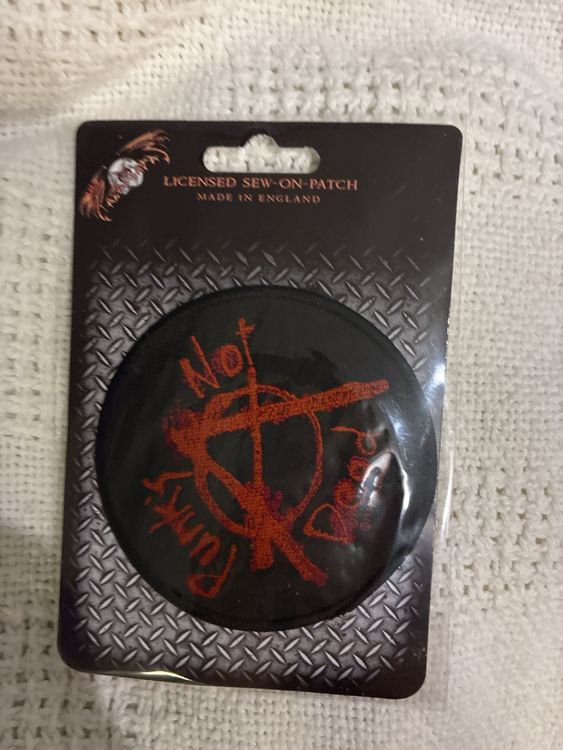 LICENSED SEW-ON-PATCH
MADE IN ENGLAND
Punk's
Not
Dead